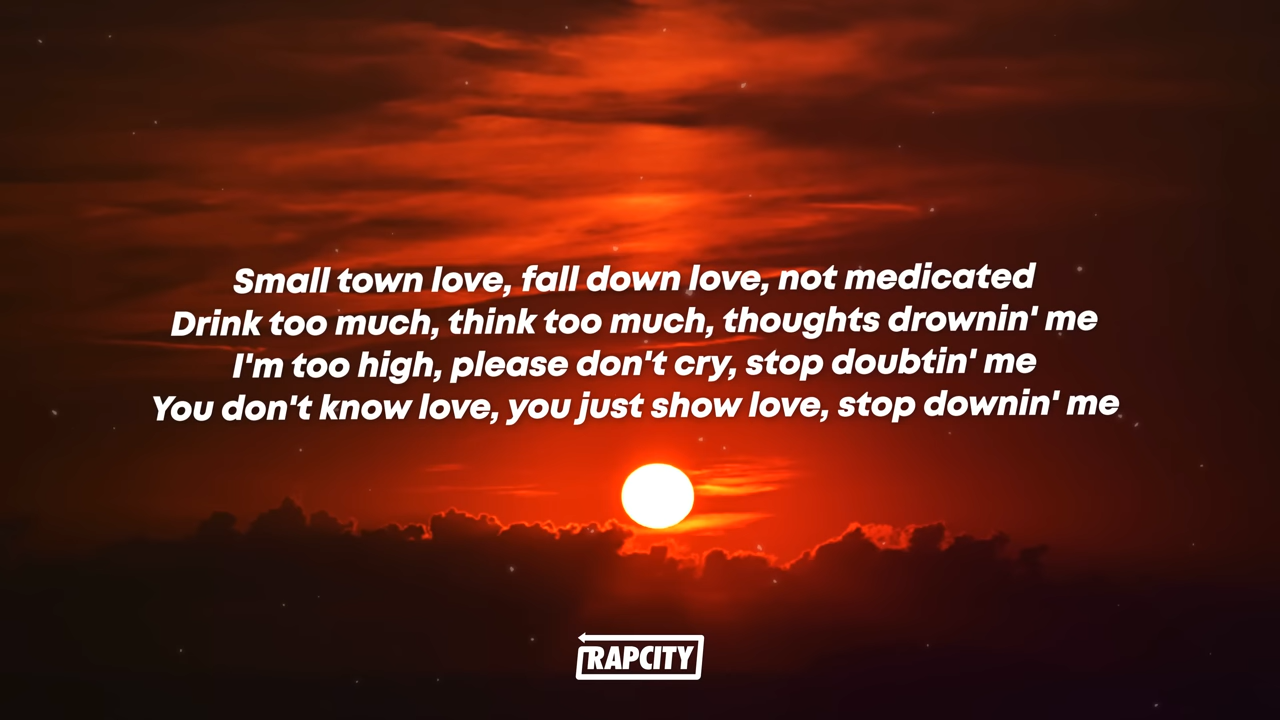 Small town love, fall down love, not medicated
Drink too much, think too much, thoughts drownin' me
I'm too high, please don't cry, stop doubtin' me
You don't know love, you just show love, stop downin' me
RAPCITY